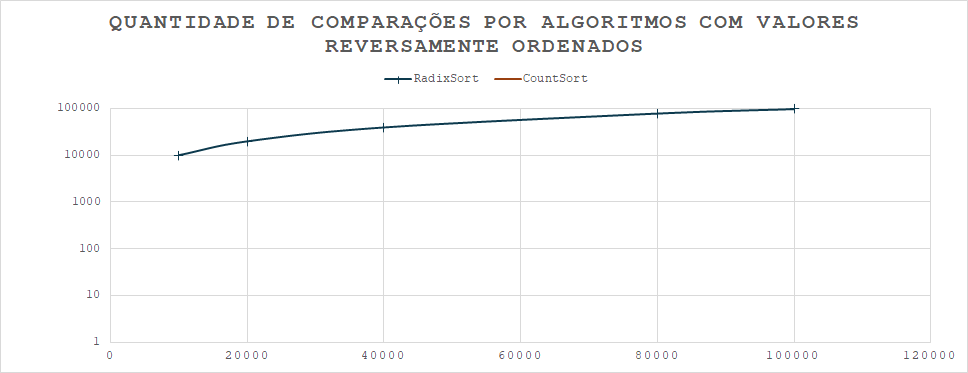 QUANTIDADE DE COMPARAÇÕES POR ALGORITMOS COM VALORES
REVERSAMENTE ORDENADOS
RadixSort CountSort
100000
10000
1000
100
10
1
0 20000 40000 60000 80000 100000 120000